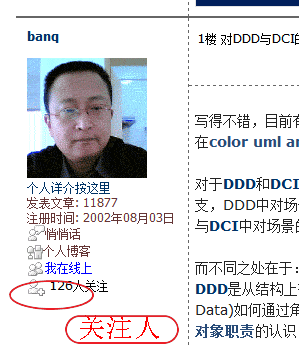 banq
个人详介按这里
发表文章: 11877
注册时间: 2002年08月03日
悄悄话
个人博客
我在线上
126人关注
关注人
1楼 对DDD与DCI的
写得不错，目前有
在color uml ar
对于DDD和DCI
支，DDD中对场
与DCI中对场景的
而不同之处在于：
DDD是从结构上
Data)如何通过角
对象职责的认识